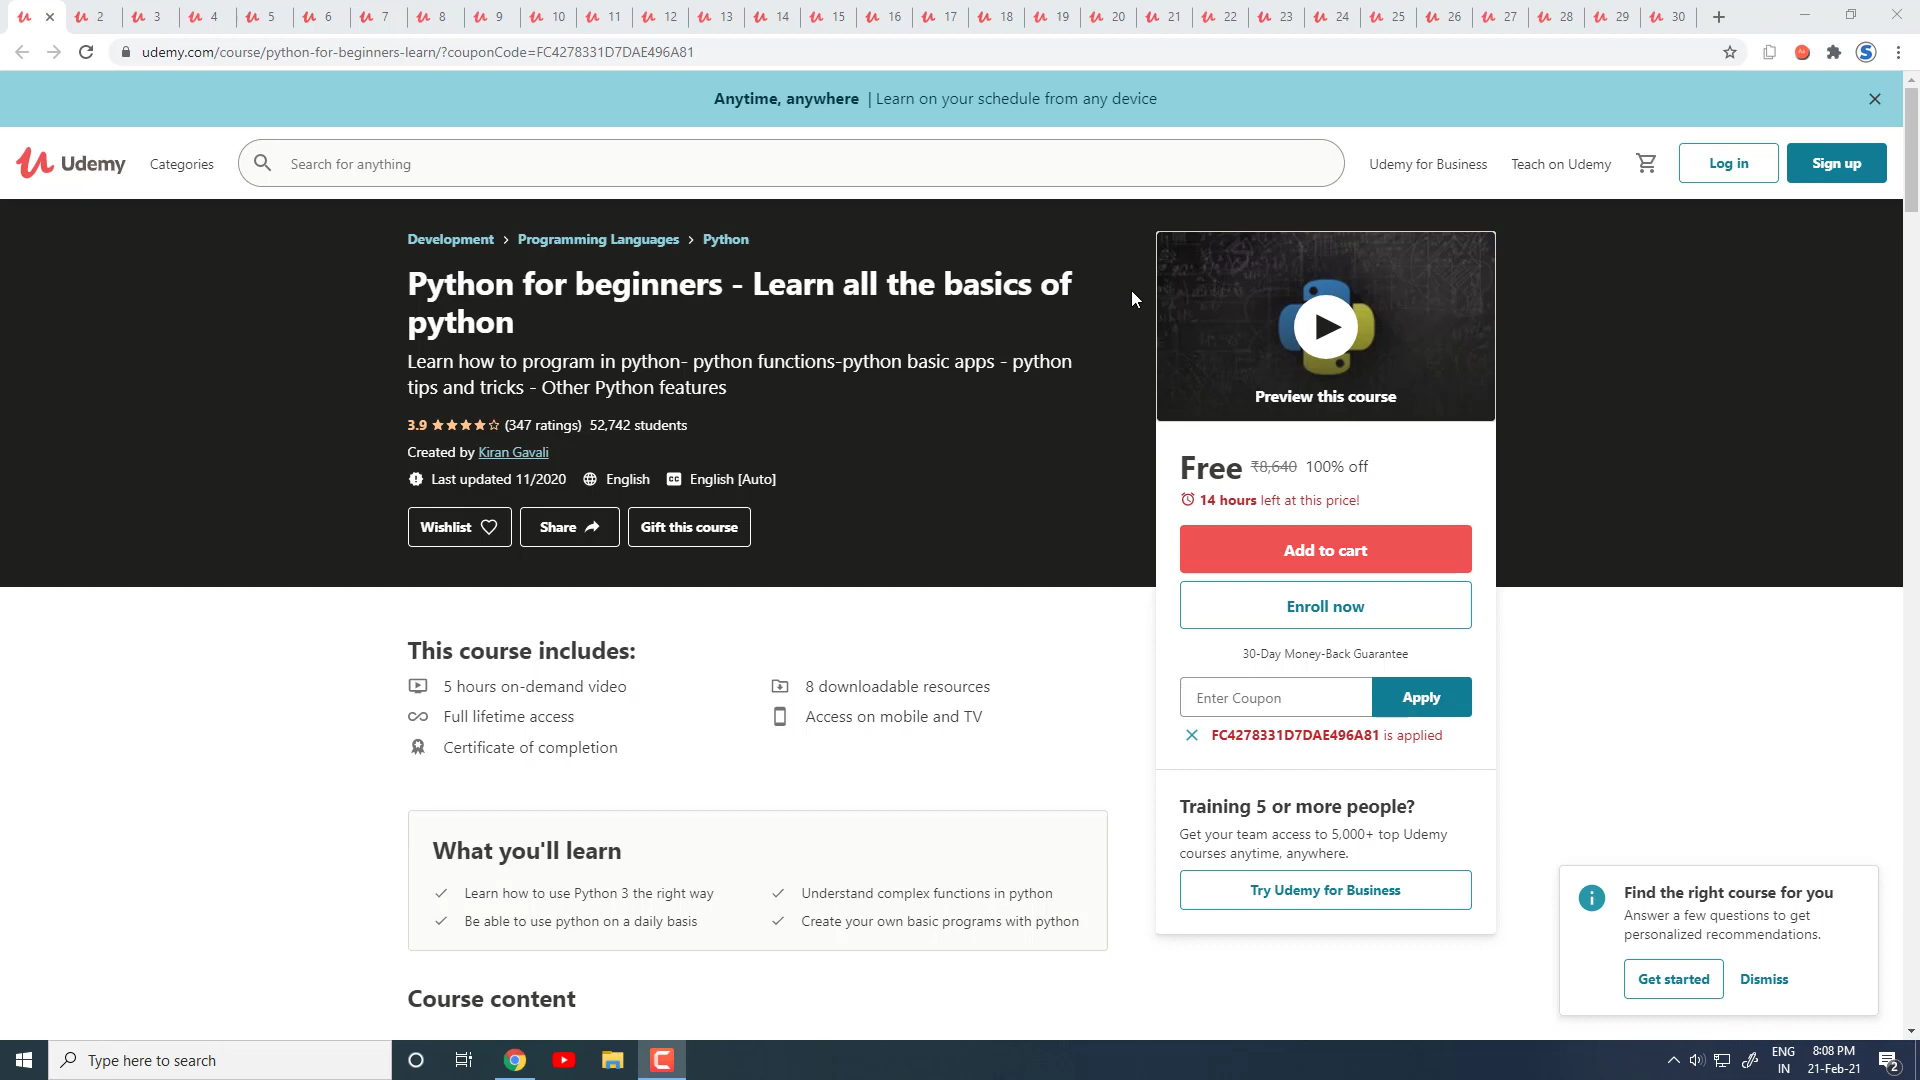 2 3 4 5 6 7 8 9 10 11 12 13 14 15 16 17 18 19 20 21 22 23 24 25 26 27 28 29 30
udemy.com/course/python-for-beginners-learn/?couponCode=FC4278331D7DAE496A81
Anytime, anywhere | Learn on your schedule from any device
Udemy
Categories
Search for anything
Udemy for Business
Teach on Udemy
Log in
Sign up
Development > Programming Languages > Python
Python for beginners - Learn all the basics of
python
Learn how to program in python- python functions-python basic apps - python
tips and tricks - Other Python features
3.9 (347 ratings) 52,742 students
Created by Kiran Gavali
Last updated 11/2020 English English [Auto]
Wishlist
Share
Gift this course
Preview this course
Free ₹8,640 100% off
14 hours left at this price!
Add to cart
Enroll now
30-Day Money-Back Guarantee
Enter Coupon
Apply
FC4278331D7DAE496A81 is applied
Training 5 or more people?
Get your team access to 5,000+ top Udemy
courses anytime, anywhere.
Try Udemy for Business
This course includes:
5 hours on-demand video
8 downloadable resources
Full lifetime access
Access on mobile and TV
Certificate of completion
What you'll learn
Learn how to use Python 3 the right way
Understand complex functions in python
Be able to use python on a daily basis
Create your own basic programs with python
Course content
Find the right course for you
Answer a few questions to get
personalized recommendations.
Get started
Dismiss
Type here to search
ENG
IN
8:08 PM
21-Feb-21
2